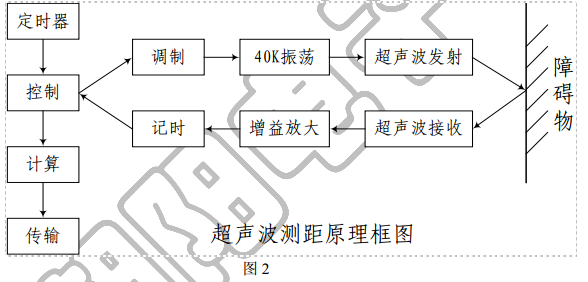 定时器
调制
40K振荡
超声波发射
控制
障碍物
记时
增益放大
超声波接收
计算
传输
超声波测距原理框图
图2